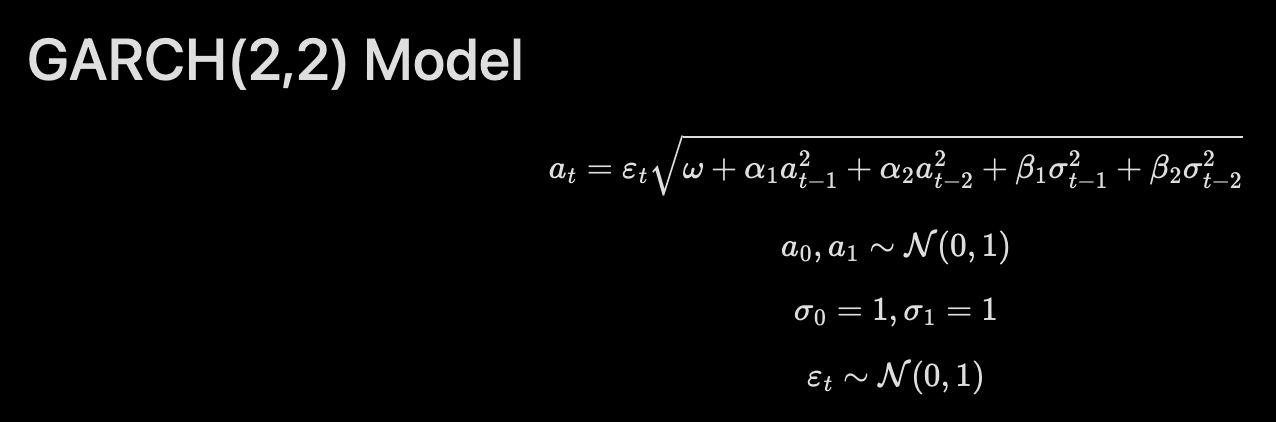 GARCH(2,2) Model
$a_t = \varepsilon_t \sqrt{\omega + \alpha_1 a_{t-1}^2 + \alpha_2 a_{t-2}^2 + \beta_1 \sigma_{t-1}^2 + \beta_2 \sigma_{t-2}^2}$
$a_0, a_1 \sim \mathcal{N}(0,1)$
$\sigma_0 = 1, \sigma_1 = 1$
$\varepsilon_t \sim \mathcal{N}(0,1)$